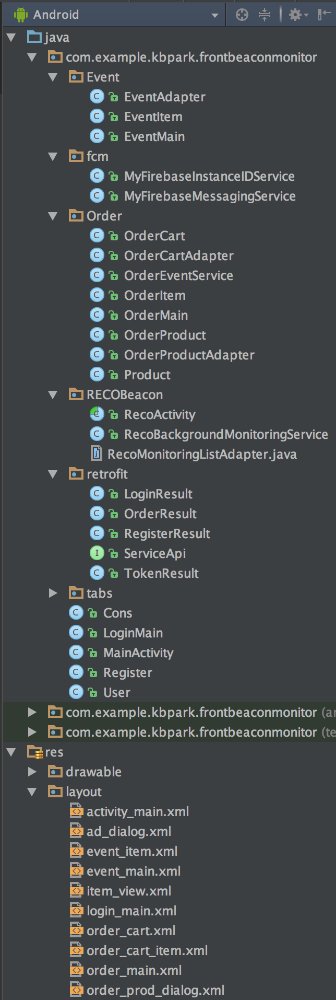 Android
java
com.example.kbpark.frontbeaconmonitor
Event
C EventAdapter
C EventItem
C EventMain
fcm
C MyFirebaseInstanceIDService
C MyFirebaseMessagingService
Order
C OrderCart
C OrderCartAdapter
C OrderEventService
C OrderItem
C OrderMain
C OrderProduct
C OrderProductAdapter
C Product
RECOBeacon
C RecoActivity
C RecoBackgroundMonitoringService
RecoMonitoringListAdapter.java
retrofit
C LoginResult
C OrderResult
C RegisterResult
I ServiceApi
C TokenResult
tabs
C Cons
C LoginMain
C MainActivity
C Register
C User
com.example.kbpark.frontbeaconmonitor (an
com.example.kbpark.frontbeaconmonitor (te
res
drawable
layout
activity_main.xml
ad_dialog.xml
event_item.xml
event_main.xml
item_view.xml
login_main.xml
order_cart.xml
order_cart_item.xml
order_main.xml
order_prod_dialog.xml